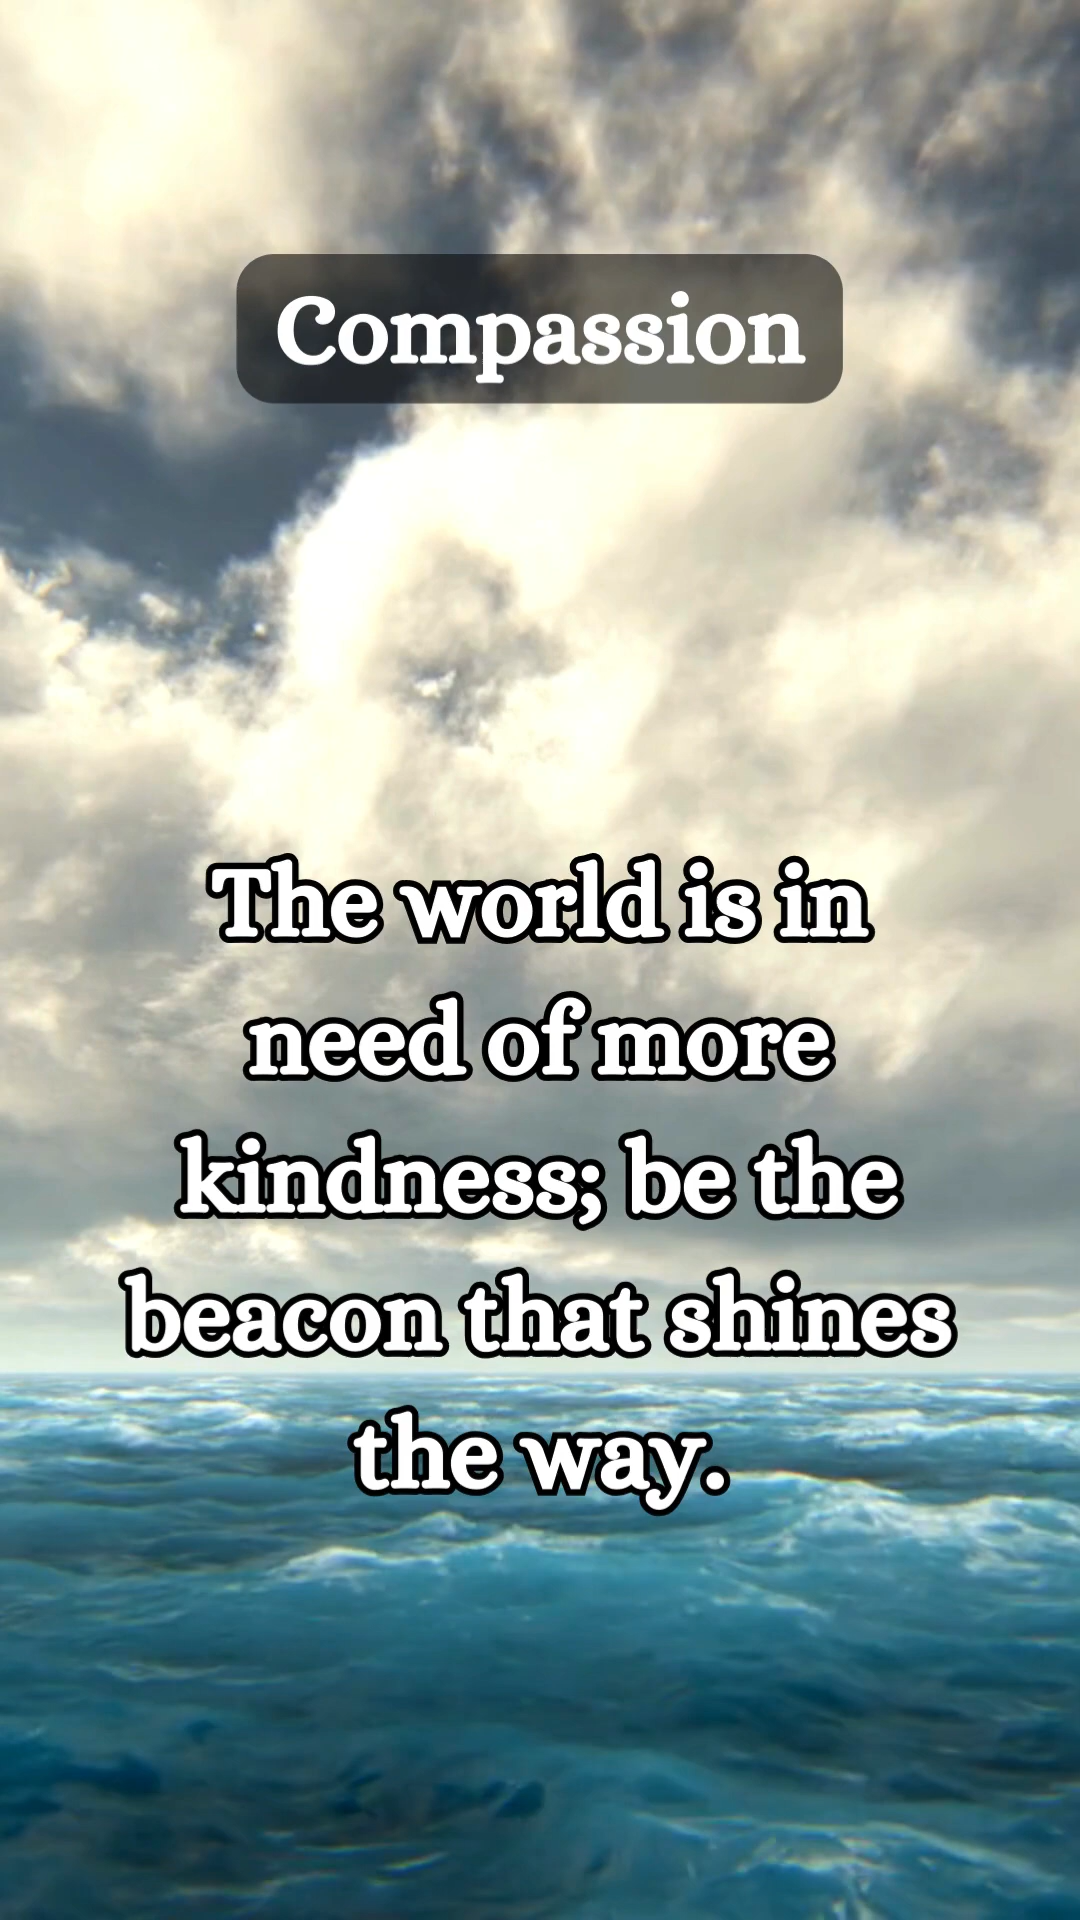 Compassion
The world is in
need of more
kindness; be the
beacon that shines
the way.